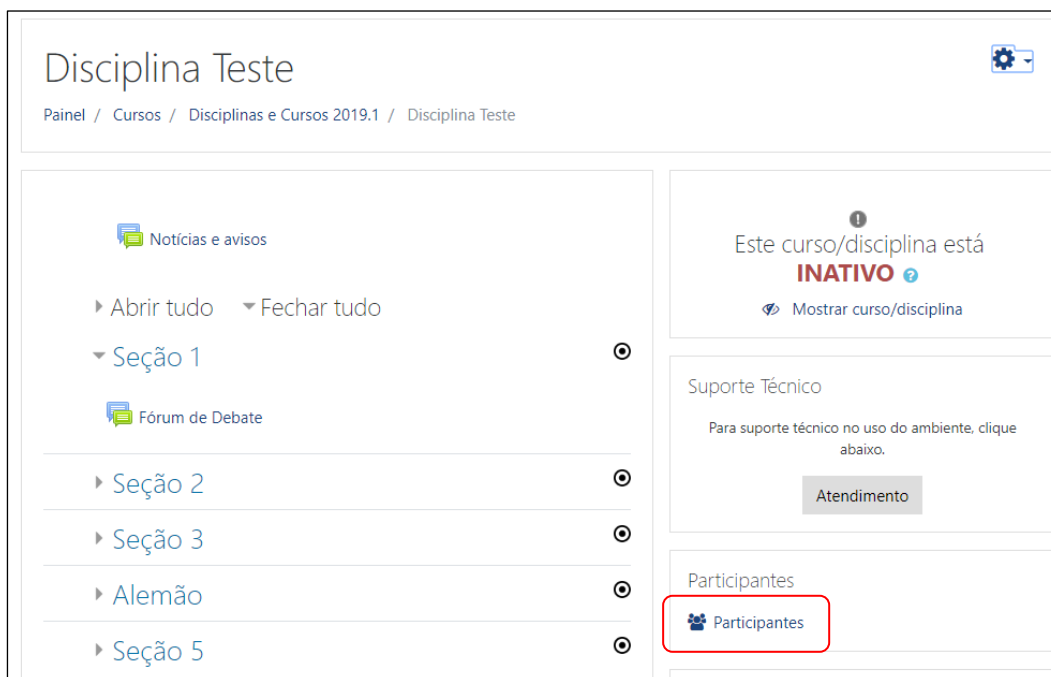 Disciplina Teste
Painel / Cursos / Disciplinas e Cursos 2019.1 / Disciplina Teste
Notícias e avisos
Abrir tudo Fechar tudo
Seção 1
Fórum de Debate
Seção 2
Seção 3
Alemão
Seção 5
Este curso/disciplina está
INATIVO
Mostrar curso/disciplina
Suporte Técnico
Para suporte técnico no uso do ambiente, clique
abaixo.
Atendimento
Participantes
Participantes